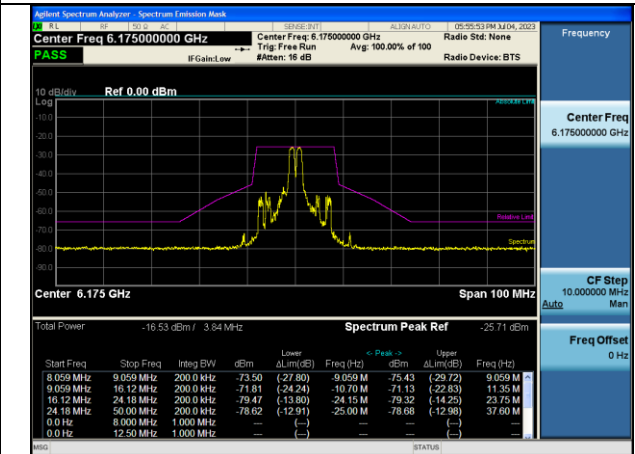 Agilent Spectrum Analyzer - Spectrum Emission Mask
RL RF 50 Ω AC SENSE:INT ALIGNAUTO 05:55:53 PM Jul 04, 2023
Center Freq 6.175000000 GHz
Center Freq: 6.175000000 GHz
Radio Std: None
Trig: Free Run Avg: 100.00% of 100
PASS
IFGain:Low
#Atten: 16 dB
Radio Device: BTS
Frequency
10 dB/div Ref 0.00 dBm
Log
Absolute Limit
-10.0
-20.0
-30.0
-40.0
-50.0
-60.0
Relative Limit
-70.0
Spectrum
-80.0
-90.0
Center 6.175 GHz
Span 100 MHz
Center Freq
6.175000000 GHz
CF Step
10.000000 MHz
Auto Man
Freq Offset
0 Hz
Total Power -16.53 dBm / 3.84 MHz Spectrum Peak Ref -25.71 dBm
Lower <- Peak -> Upper
Start Freq Stop Freq Integ BW dBm ΔLim(dB) Freq (Hz) dBm ΔLim(dB) Freq (Hz)
8.059 MHz 9.059 MHz 200.0 kHz -73.50 (-27.80) -9.059 M -75.43 (-29.72) 9.059 M
9.059 MHz 16.12 MHz 200.0 kHz -71.81 (-24.24) -10.70 M -71.13 (-22.83) 11.35 M
16.12 MHz 24.18 MHz 200.0 kHz -79.47 (-13.80) -24.15 M -79.32 (-14.25) 23.75 M
24.18 MHz 50.00 MHz 200.0 kHz -78.62 (-12.91) -25.00 M -78.68 (-12.98) 37.60 M
0.0 Hz 8.000 MHz 1.000 MHz --- (---) --- --- (---) ---
0.0 Hz 12.50 MHz 1.000 MHz --- (---) --- --- (---) ---
MSG STATUS